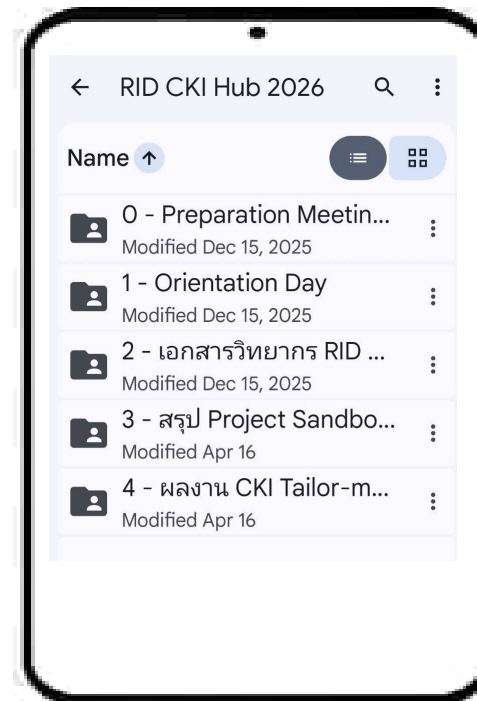 RID CKI Hub 2026
Name
0 - Preparation Meetin...
Modified Dec 15, 2025
1 - Orientation Day
Modified Dec 15, 2025
2 - เอกสารวิทยากร RID ...
Modified Dec 15, 2025
3 - สรุป Project Sandbo...
Modified Apr 16
4 - ผลงาน CKI Tailor-m...
Modified Apr 16